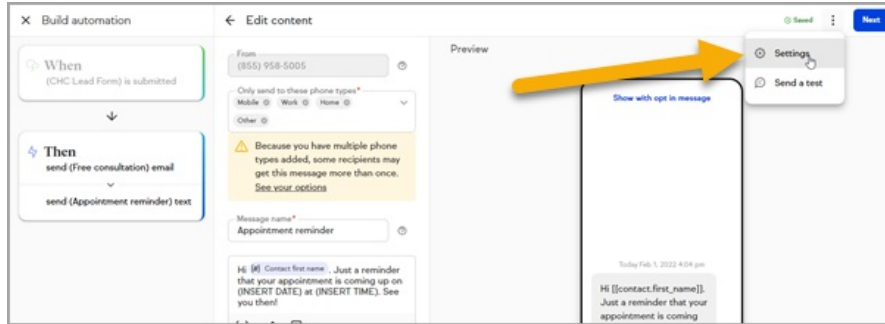 Build automation
Edit content
Saved
Next
When
(CHC Lead Form) is submitted
Then
send (Free consultation) email
send (Appointment reminder) text
From
(855) 958-5005
Only send to these phone types*
Mobile
Work
Home
Other
Because you have multiple phone
types added, some recipients may
get this message more than once.
See your options
Message name*
Appointment reminder
Hi [#] Contact first name . Just a reminder
that your appointment is coming up on
(INSERT DATE) at (INSERT TIME). See
you then!
Preview
Settings
Send a test
Show with opt in message
Today Feb 1, 2022 4:04 pm
Hi [[contact.first_name]].
Just a reminder that your
appointment is coming